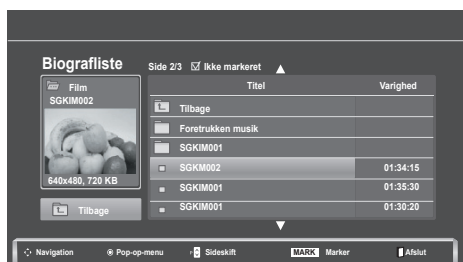 Biografliste
Side 2/3 ☑ Ikke markeret
Film
SGKIM002
640x480, 720 KB
Tilbage
Titel Varighed
Tilbage
Foretrukken musik
SGKIM001
SGKM002 01:34:15
SGKIM001 01:35:30
SGKIM001 01:30:20
Navigation Pop-op-menu P Sideskift MARK Marker Afslut